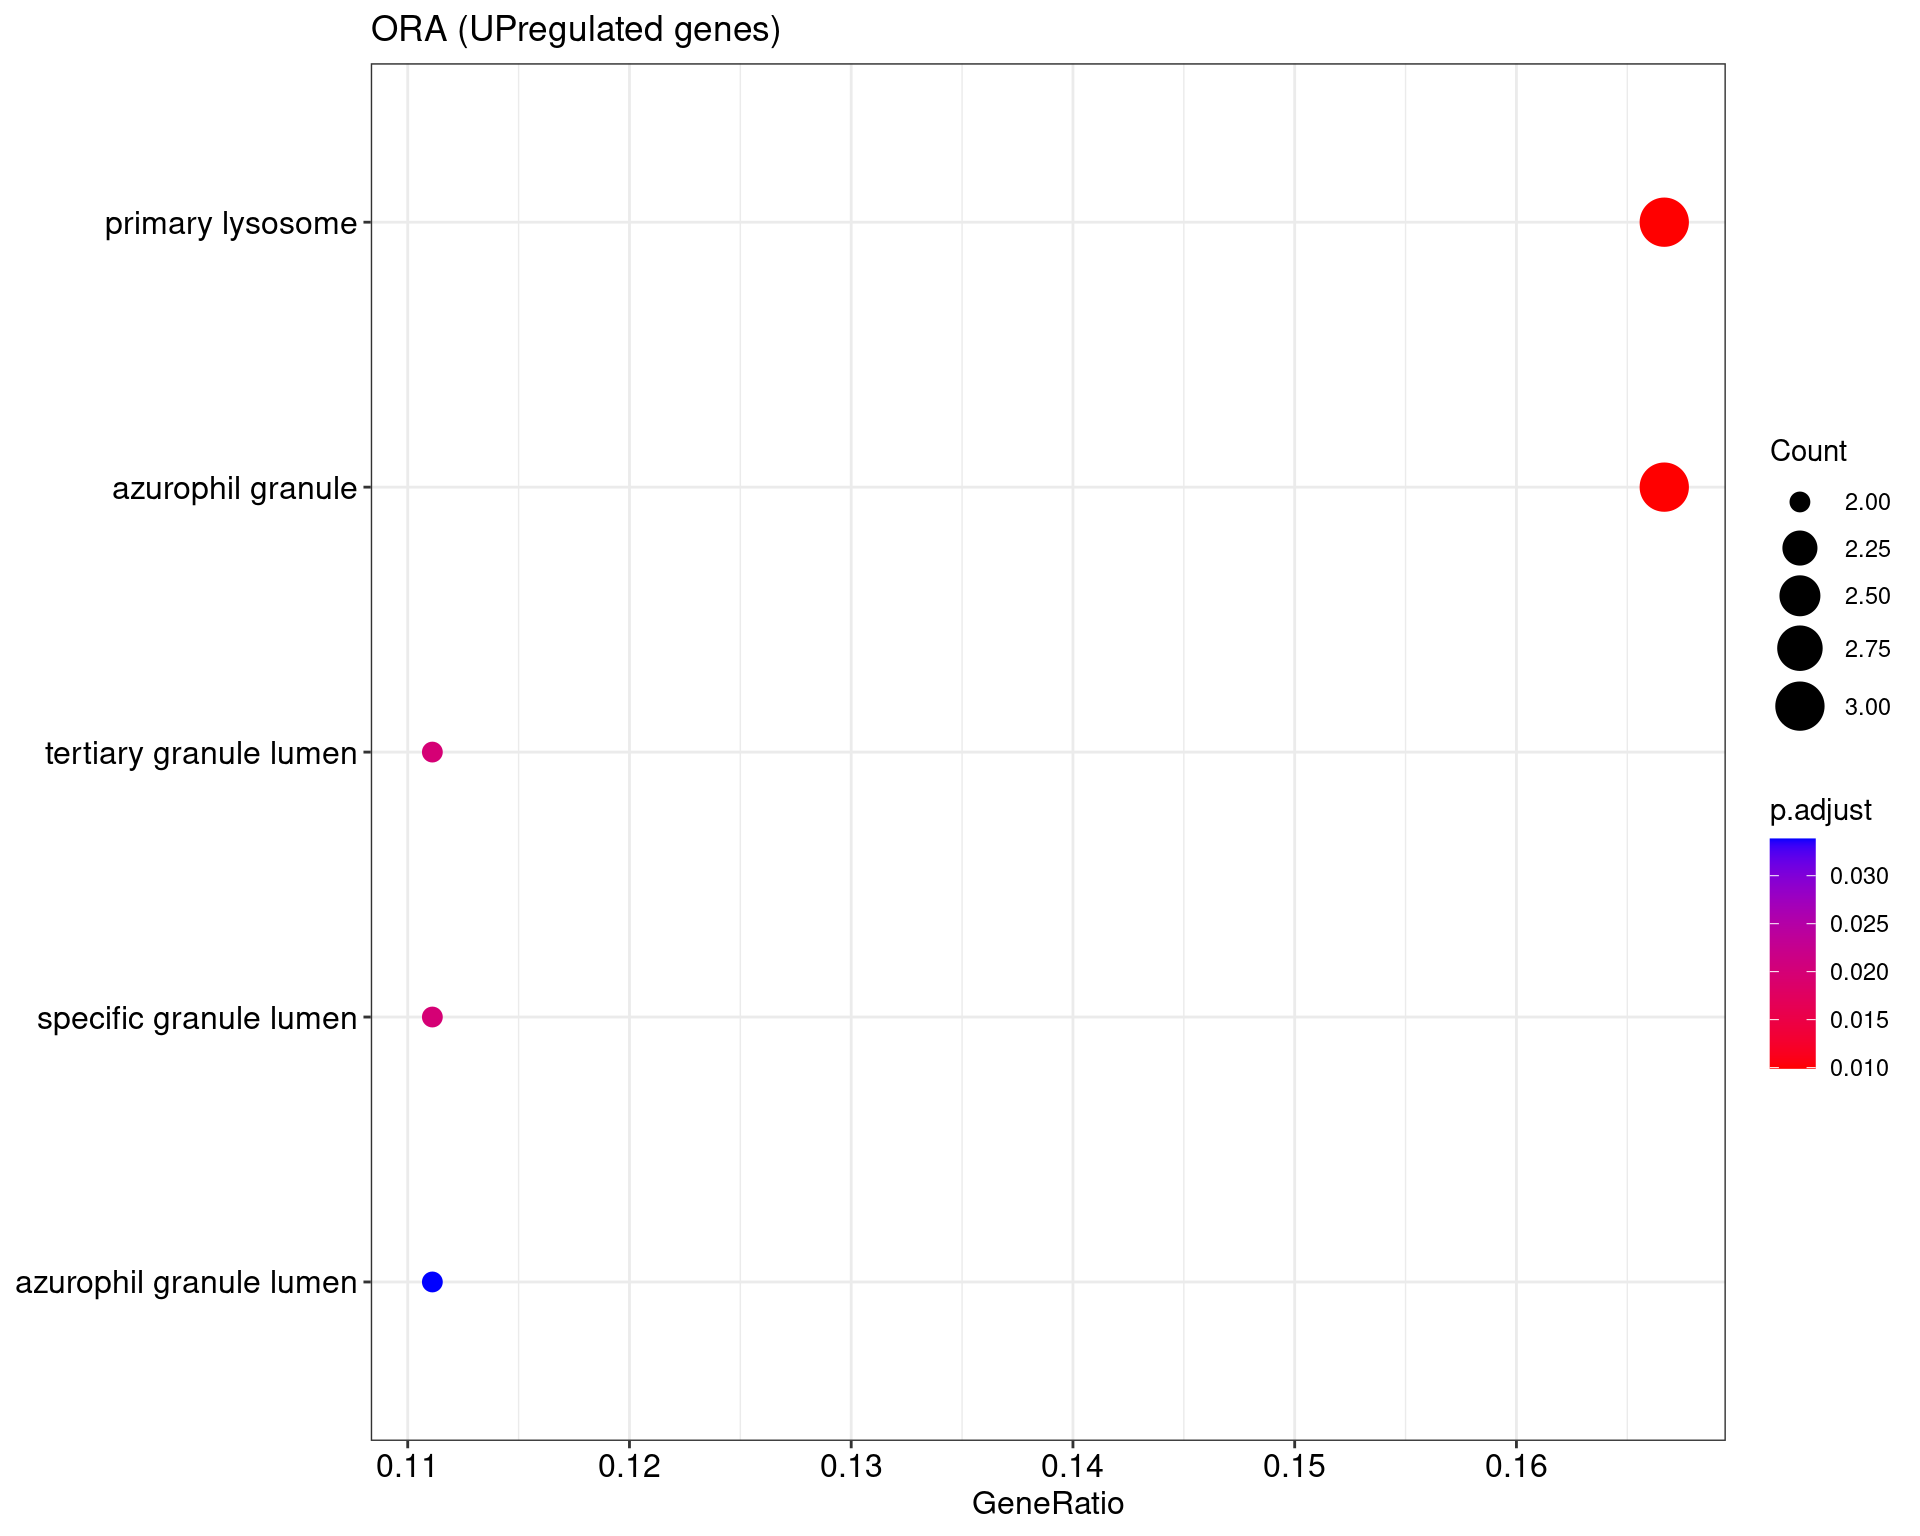 ORA (UPregulated genes)
primary lysosome
azurophil granule
tertiary granule lumen
specific granule lumen
azurophil granule lumen
0.11
0.12
0.13
0.14
0.15
0.16
GeneRatio
Count
2.00
2.25
2.50
2.75
3.00
p.adjust
0.030
0.025
0.020
0.015
0.010